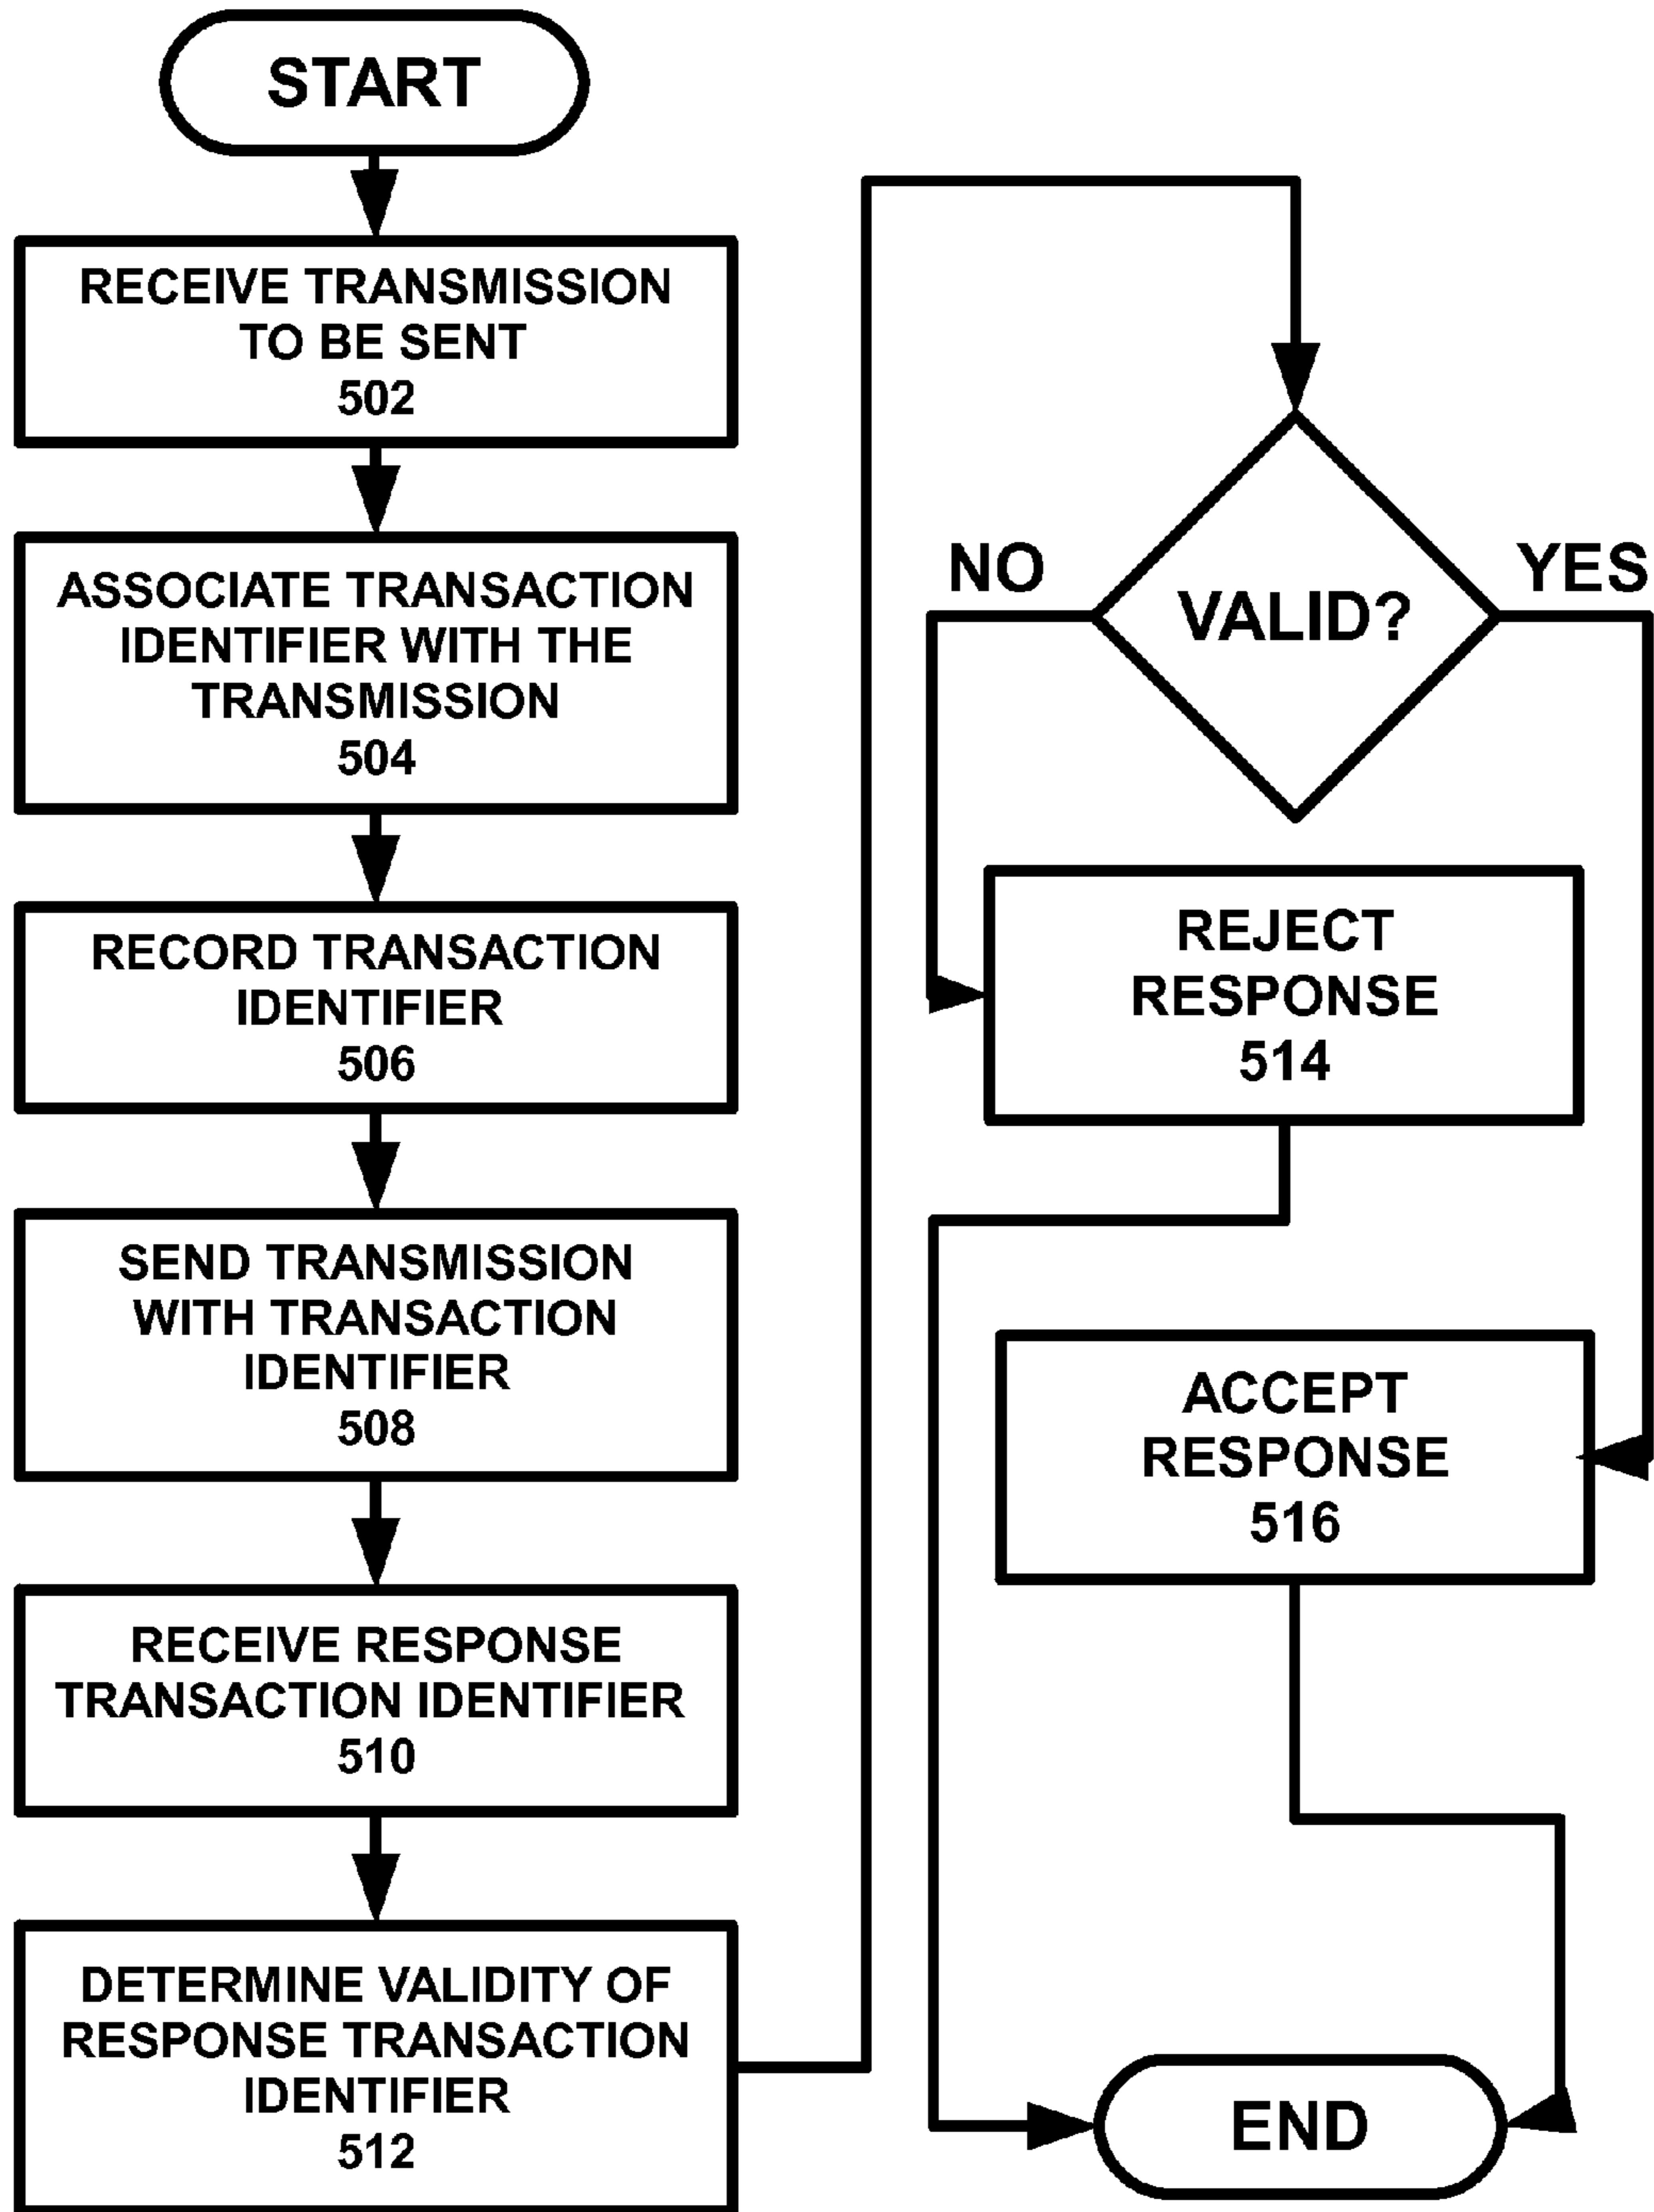 START
RECEIVE TRANSMISSION
TO BE SENT
502
ASSOCIATE TRANSACTION
IDENTIFIER WITH THE
TRANSMISSION
504
RECORD TRANSACTION
IDENTIFIER
506
SEND TRANSMISSION
WITH TRANSACTION
IDENTIFIER
508
RECEIVE RESPONSE
TRANSACTION IDENTIFIER
510
DETERMINE VALIDITY OF
RESPONSE TRANSACTION
IDENTIFIER
512
VALID?
NO
YES
REJECT
RESPONSE
514
ACCEPT
RESPONSE
516
END